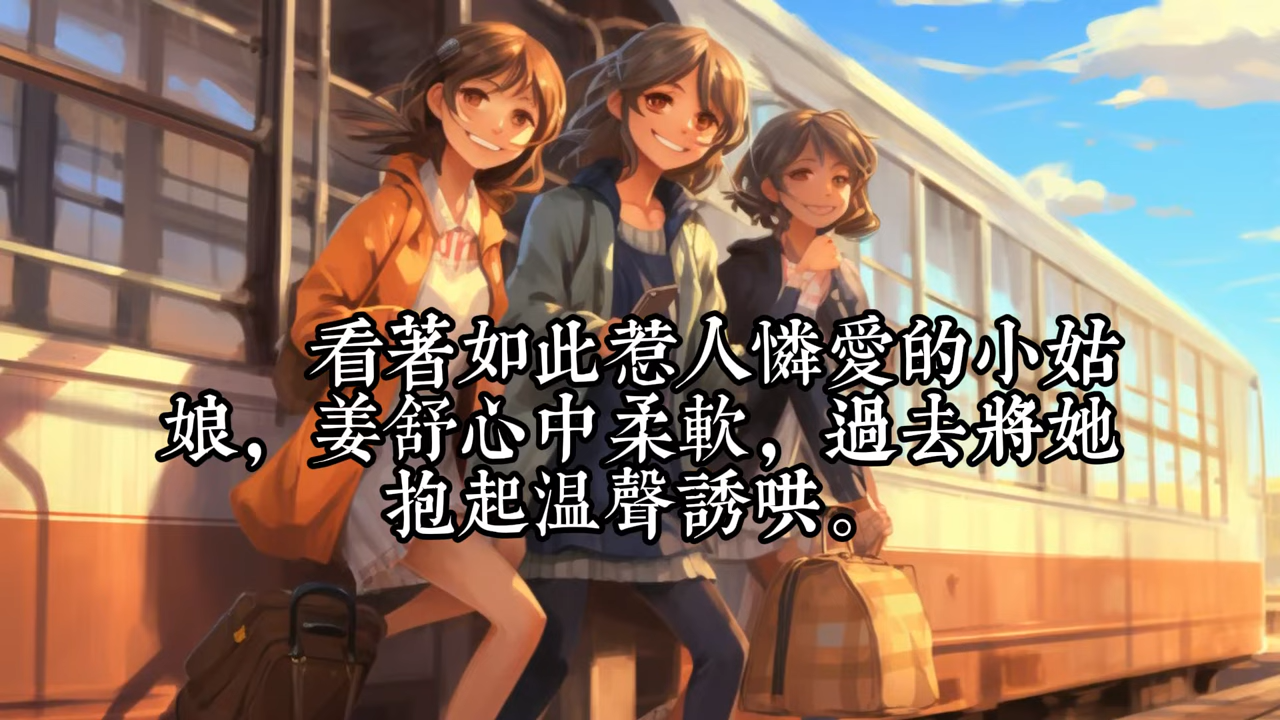 看著如此惹人憐愛的小姑
娘，姜舒心中柔軟，過去將她
抱起温聲誘哄。